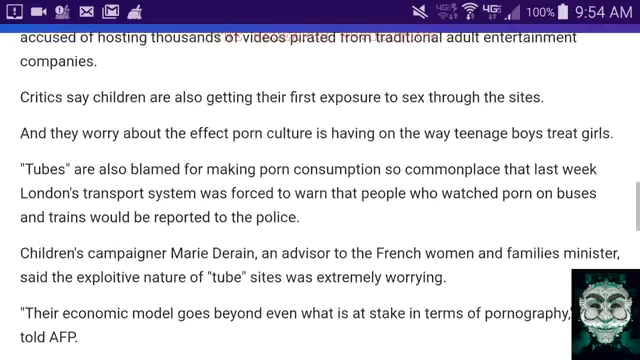 4G
4G
100%
9:54 AM
accused of hosting thousands of videos pirated from traditional adult entertainment
companies.
Critics say children are also getting their first exposure to sex through the sites.
And they worry about the effect porn culture is having on the way teenage boys treat girls.
"Tubes" are also blamed for making porn consumption so commonplace that last week
London's transport system was forced to warn that people who watched porn on buses
and trains would be reported to the police.
Children's campaigner Marie Derain, an advisor to the French women and families minister,
said the exploitive nature of "tube" sites was extremely worrying.
"Their economic model goes beyond even what is at stake in terms of pornography,"
told AFP.